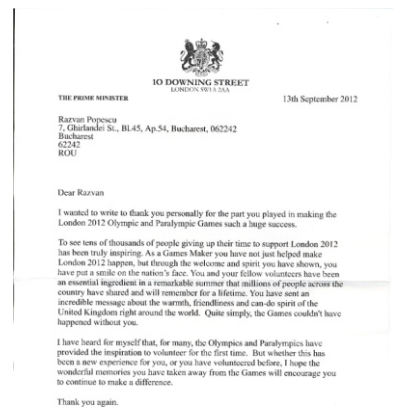 10 DOWNING STREET
LONDON SW1A 2AA
THE PRIME MINISTER
13th September 2012
Razvan Popescu
7, Ghirlandei St., BL45, Ap.54, Bucharest, 062242
Bucharest
62242
ROU
Dear Razvan
I wanted to write to thank you personally for the part you played in making the
London 2012 Olympic and Paralympic Games such a huge success.
To see tens of thousands of people giving up their time to support London 2012
has been truly inspiring. As a Games Maker you have not just helped make
London 2012 happen, but through the welcome and spirit you have shown, you
have put a smile on the nation's face. You and your fellow volunteers have been
an essential ingredient in a remarkable summer that millions of people across the
country have shared and will remember for a lifetime. You have sent an
incredible message about the warmth, friendliness and can-do spirit of the
United Kingdom right around the world. Quite simply, the Games couldn't have
happened without you.
I have heard for myself that, for many, the Olympics and Paralympics have
provided the inspiration to volunteer for the first time. But whether this has
been a new experience for you, or you have volunteered before, I hope the
wonderful memories you have taken away from the Games will encourage you
to continue to make a difference.
Thank you again.